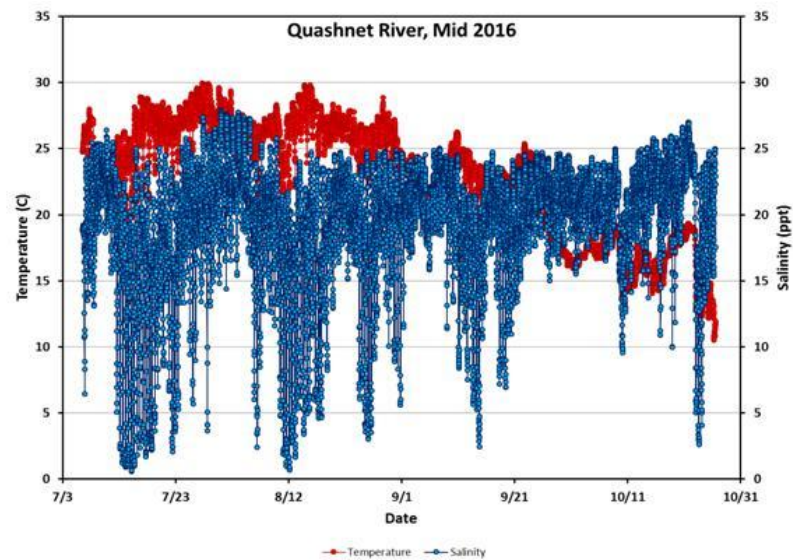 Quashnet River, Mid 2016
35 35
30 30
25 25
20 20
15 15
10 10
5 5
0 0
Temperature (C)
Salinity (ppt)
7/3 7/23 8/12 9/1 9/21 10/11 10/31
Date
Temperature Salinity